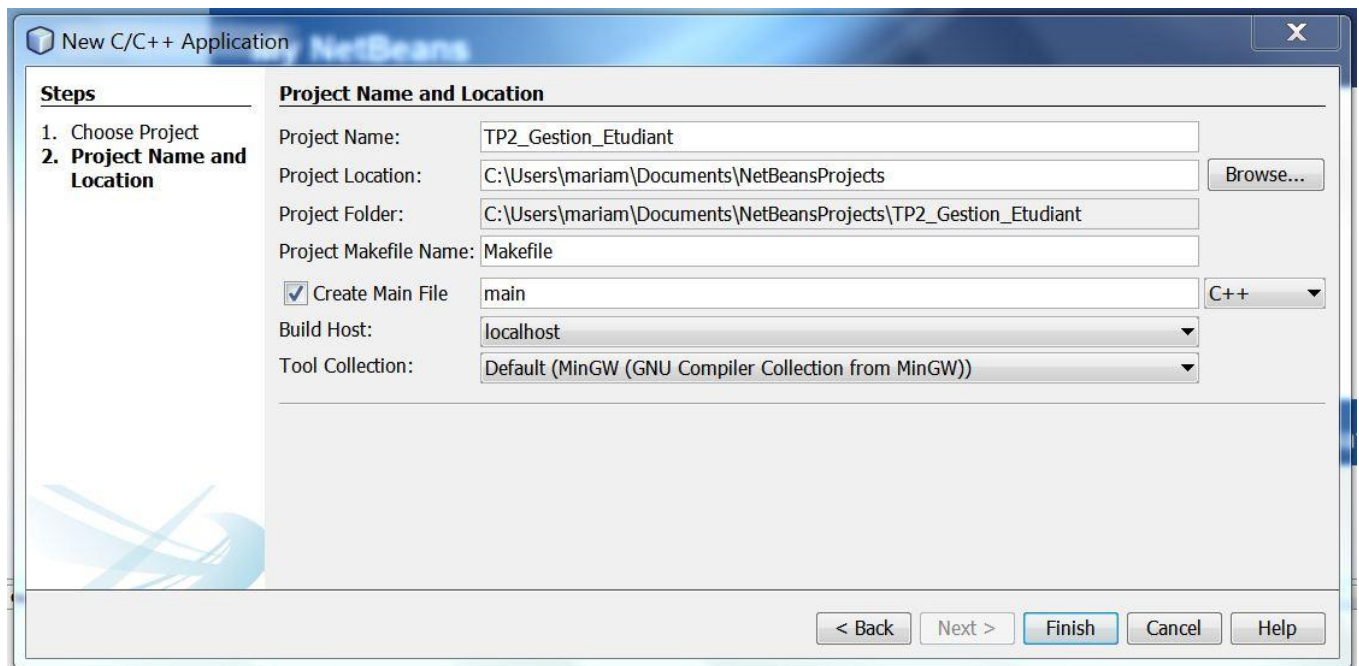 New C/C++ Application
My NetBeans
Steps
1. Choose Project
2. Project Name and
Location
Project Name and Location
Project Name: TP2_Gestion_Etudiant
Project Location: C:\Users\mariam\Documents\NetBeansProjects Browse...
Project Folder: C:\Users\mariam\Documents\NetBeansProjects\TP2_Gestion_Etudiant
Project Makefile Name: Makefile
Create Main File main C++
Build Host: localhost
Tool Collection: Default (MinGW (GNU Compiler Collection from MinGW))
< Back Next > Finish Cancel Help